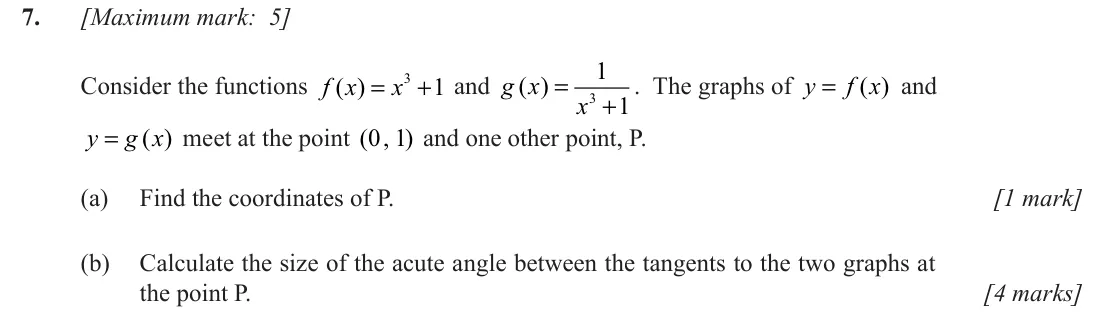 7. [Maximum mark: 5]
Consider the functions f(x) = x³ + 1 and g(x) = 1/(x³ + 1). The graphs of y = f(x) and
y = g(x) meet at the point (0, 1) and one other point, P.
(a) Find the coordinates of P. [1 mark]
(b) Calculate the size of the acute angle between the tangents to the two graphs at
the point P. [4 marks]